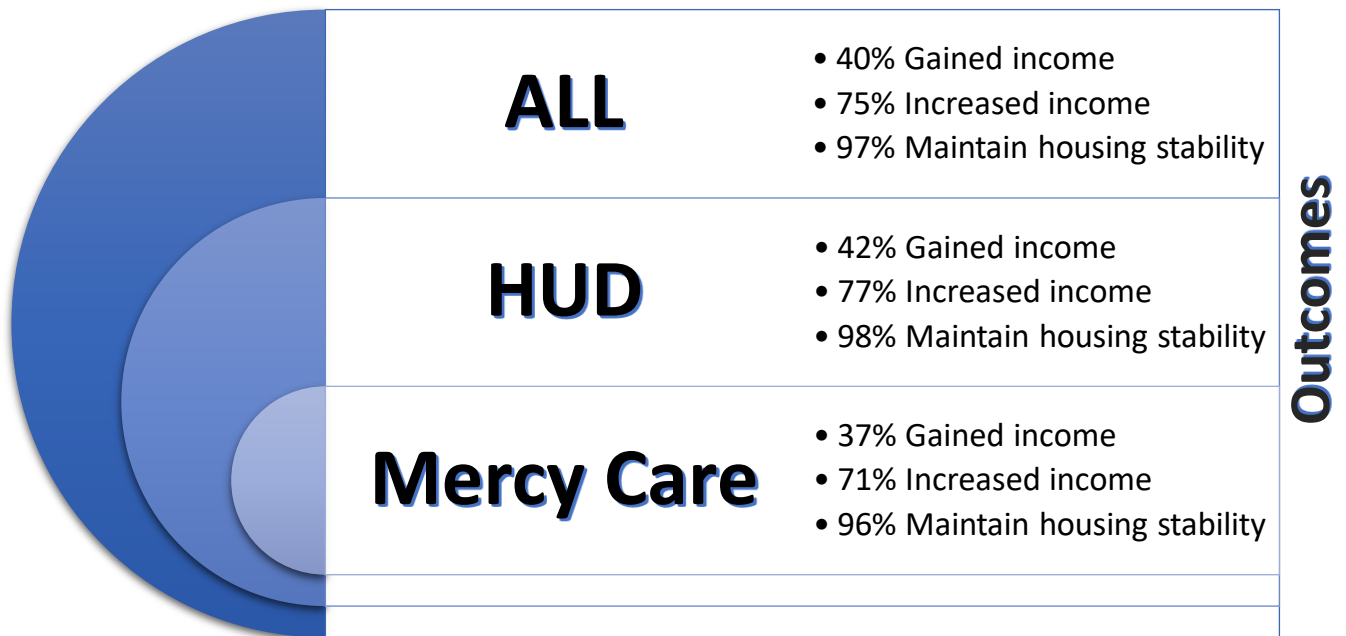 ALL
• 40% Gained income
• 75% Increased income
• 97% Maintain housing stability
HUD
• 42% Gained income
• 77% Increased income
• 98% Maintain housing stability
Mercy Care
• 37% Gained income
• 71% Increased income
• 96% Maintain housing stability
Outcomes